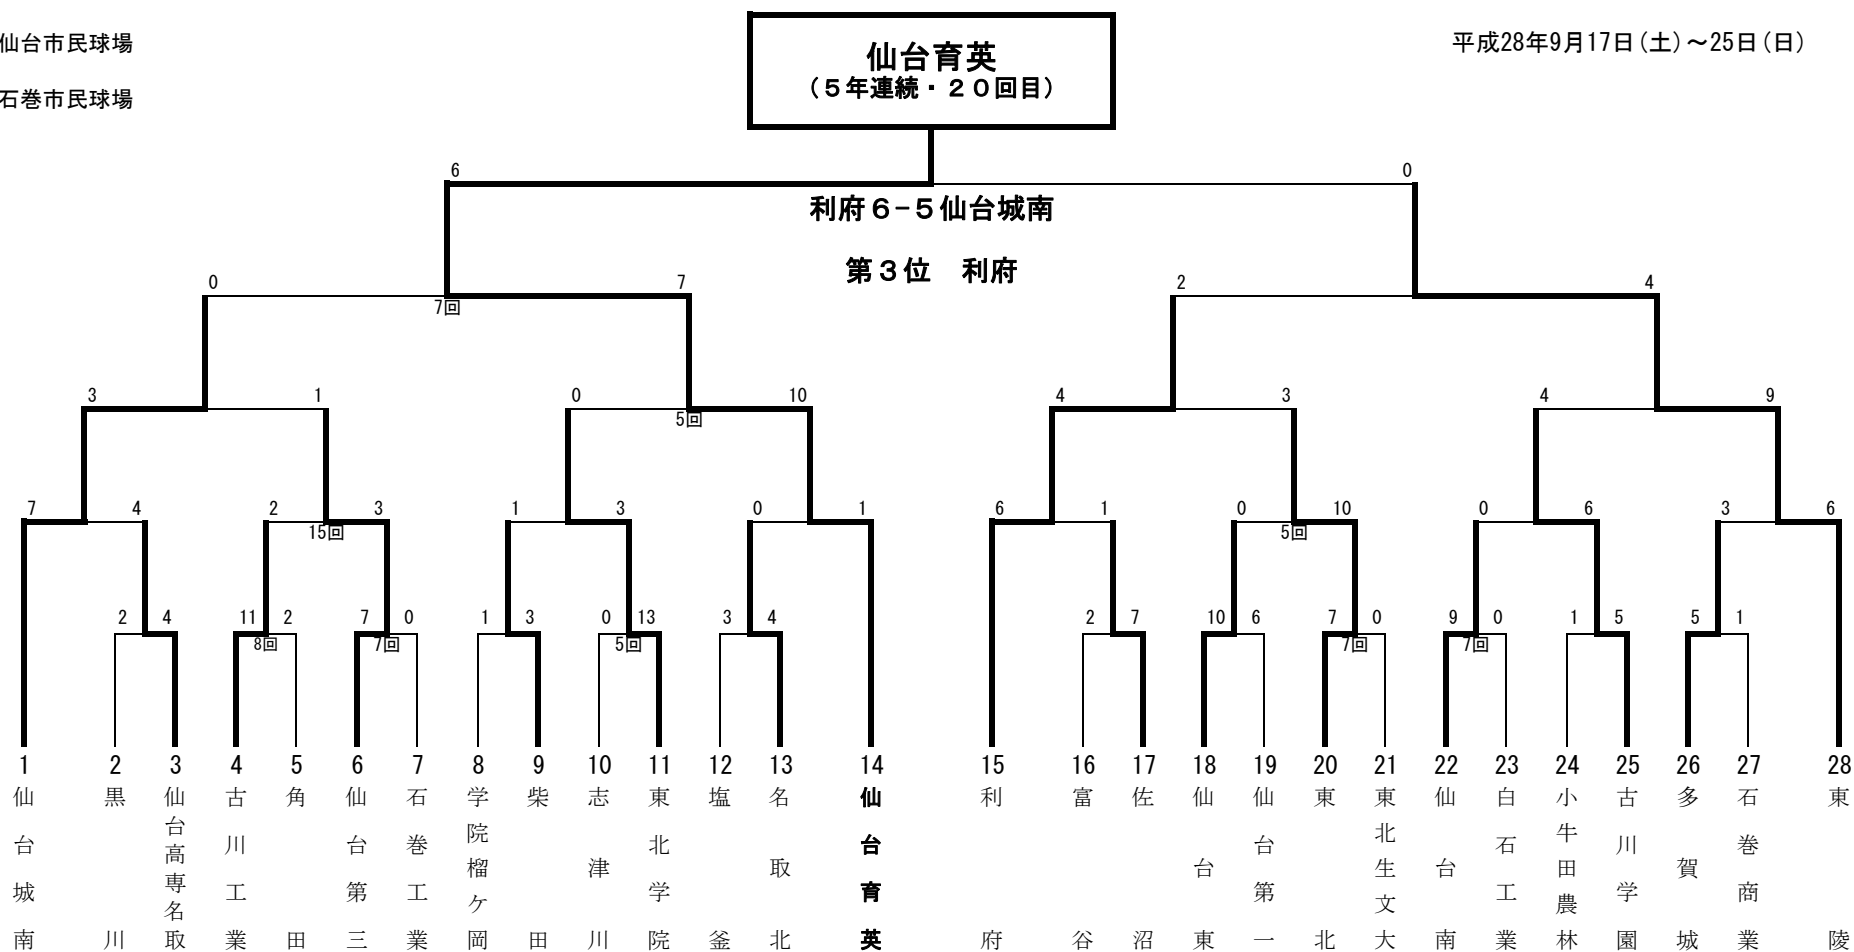 仙台市民球場
石巻市民球場
平成28年9月17日(土)～25日(日)
仙台育英
(５年連続・２０回目)
6 0
利府６-５仙台城南
第３位　利府
0 7 2 4
7回
3 1 0 10 4 3 4 9
5回
7 4 2 3 1 3 0 1 6 1 0 10 0 6 3 6
15回 5回
2 4 11 2 7 0 1 3 0 13 3 4 2 7 10 6 7 0 9 0 1 5 5 1
8回 7回 5回 7回 7回
1 2 3 4 5 6 7 8 9 10 11 12 13 14 15 16 17 18 19 20 21 22 23 24 25 26 27 28
仙台城南
黒川
仙台高専名取
古川工業
角田
仙台第三
石巻工業
学院榴ケ岡
柴田
志津川
東北学院
塩釜
名取北
仙台育英
利府
富谷
佐沼
仙台東
仙台第一
東北
東北生文大
仙台南
白石工業
小牛田農林
古川学園
多賀城
石巻商業
東陵